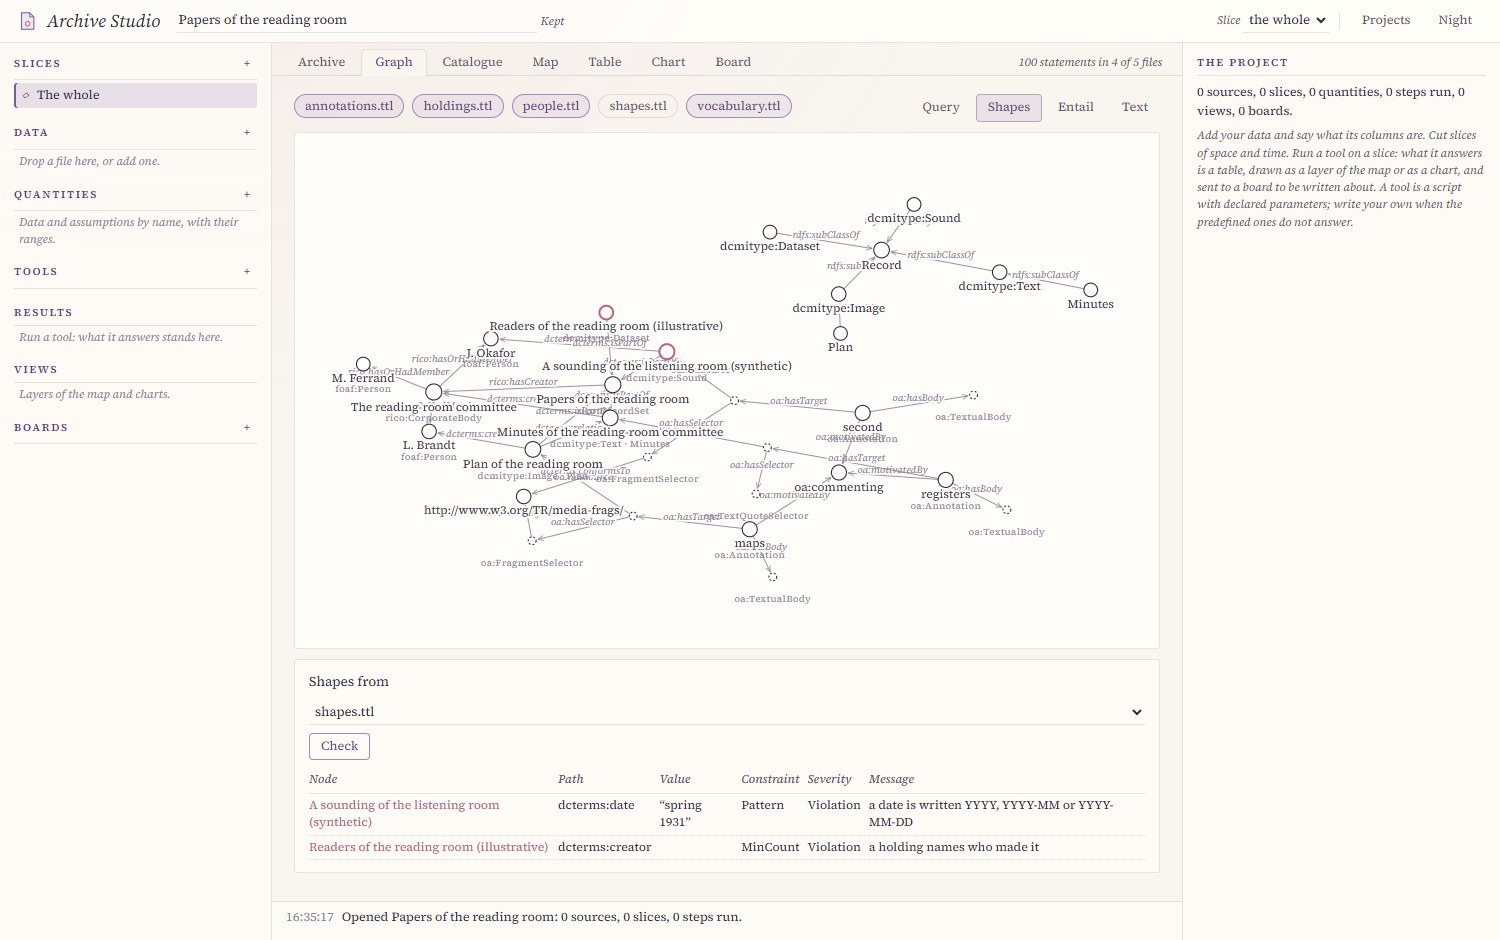 Archive Studio
Papers of the reading room
Kept
Slice the whole
Projects
Night
SLICES +
The whole
DATA +
Drop a file here, or add one.
QUANTITIES +
Data and assumptions by name, with their
ranges.
TOOLS +
RESULTS
Run a tool: what it answers stands here.
VIEWS
Layers of the map and charts.
BOARDS +
Archive Graph Catalogue Map Table Chart Board
100 statements in 4 of 5 files
annotations.ttl holdings.ttl people.ttl shapes.ttl vocabulary.ttl
Query Shapes Entail Text
dcmitype:Sound
rdfs:subClassOf
dcmitype:Dataset
rdfs:subClassOf
Record
dcmitype:Text
rdfs:subClassOf
Minutes
dcmitype:Image
Plan
Readers of the reading room (illustrative)
dcmitype:Dataset
dcterms:isPartOf
J. Okafor
foaf:Person
A sounding of the listening room (synthetic)
dcmitype:Sound
M. Ferrand
foaf:Person
rico:hasCreator
Papers of the reading room
The reading-room committee
rico:CorporateBody
oa:hasTarget
oa:hasBody
oa:TextualBody
second
oa:Annotation
oa:hasSelector
Minutes of the reading-room committee
dcmitype:Text · Minutes
L. Brandt
foaf:Person
Plan of the reading room
oa:FragmentSelector
oa:hasSelector
oa:hasTarget
oa:motivatedBy
oa:commenting
registers
oa:Annotation
oa:hasBody
oa:TextualBody
oa:motivatedBy
http://www.w3.org/TR/media-frags/
oa:hasSelector
oa:TextQuoteSelector
maps
oa:Annotation
oa:FragmentSelector
oa:TextualBody
Shapes from
shapes.ttl
Check
Node Path Value Constraint Severity Message
A sounding of the listening room dcterms:date “spring Pattern Violation a date is written YYYY, YYYY-MM or YYYY-
(synthetic) 1931” MM-DD
Readers of the reading room (illustrative) dcterms:creator MinCount Violation a holding names who made it
16:35:17 Opened Papers of the reading room: 0 sources, 0 slices, 0 steps run.
THE PROJECT
0 sources, 0 slices, 0 quantities, 0 steps run, 0
views, 0 boards.
Add your data and say what its columns are. Cut slices
of space and time. Run a tool on a slice: what it answers
is a table, drawn as a layer of the map or as a chart, and
sent to a board to be written about. A tool is a script
with declared parameters; write your own when the
predefined ones do not answer.